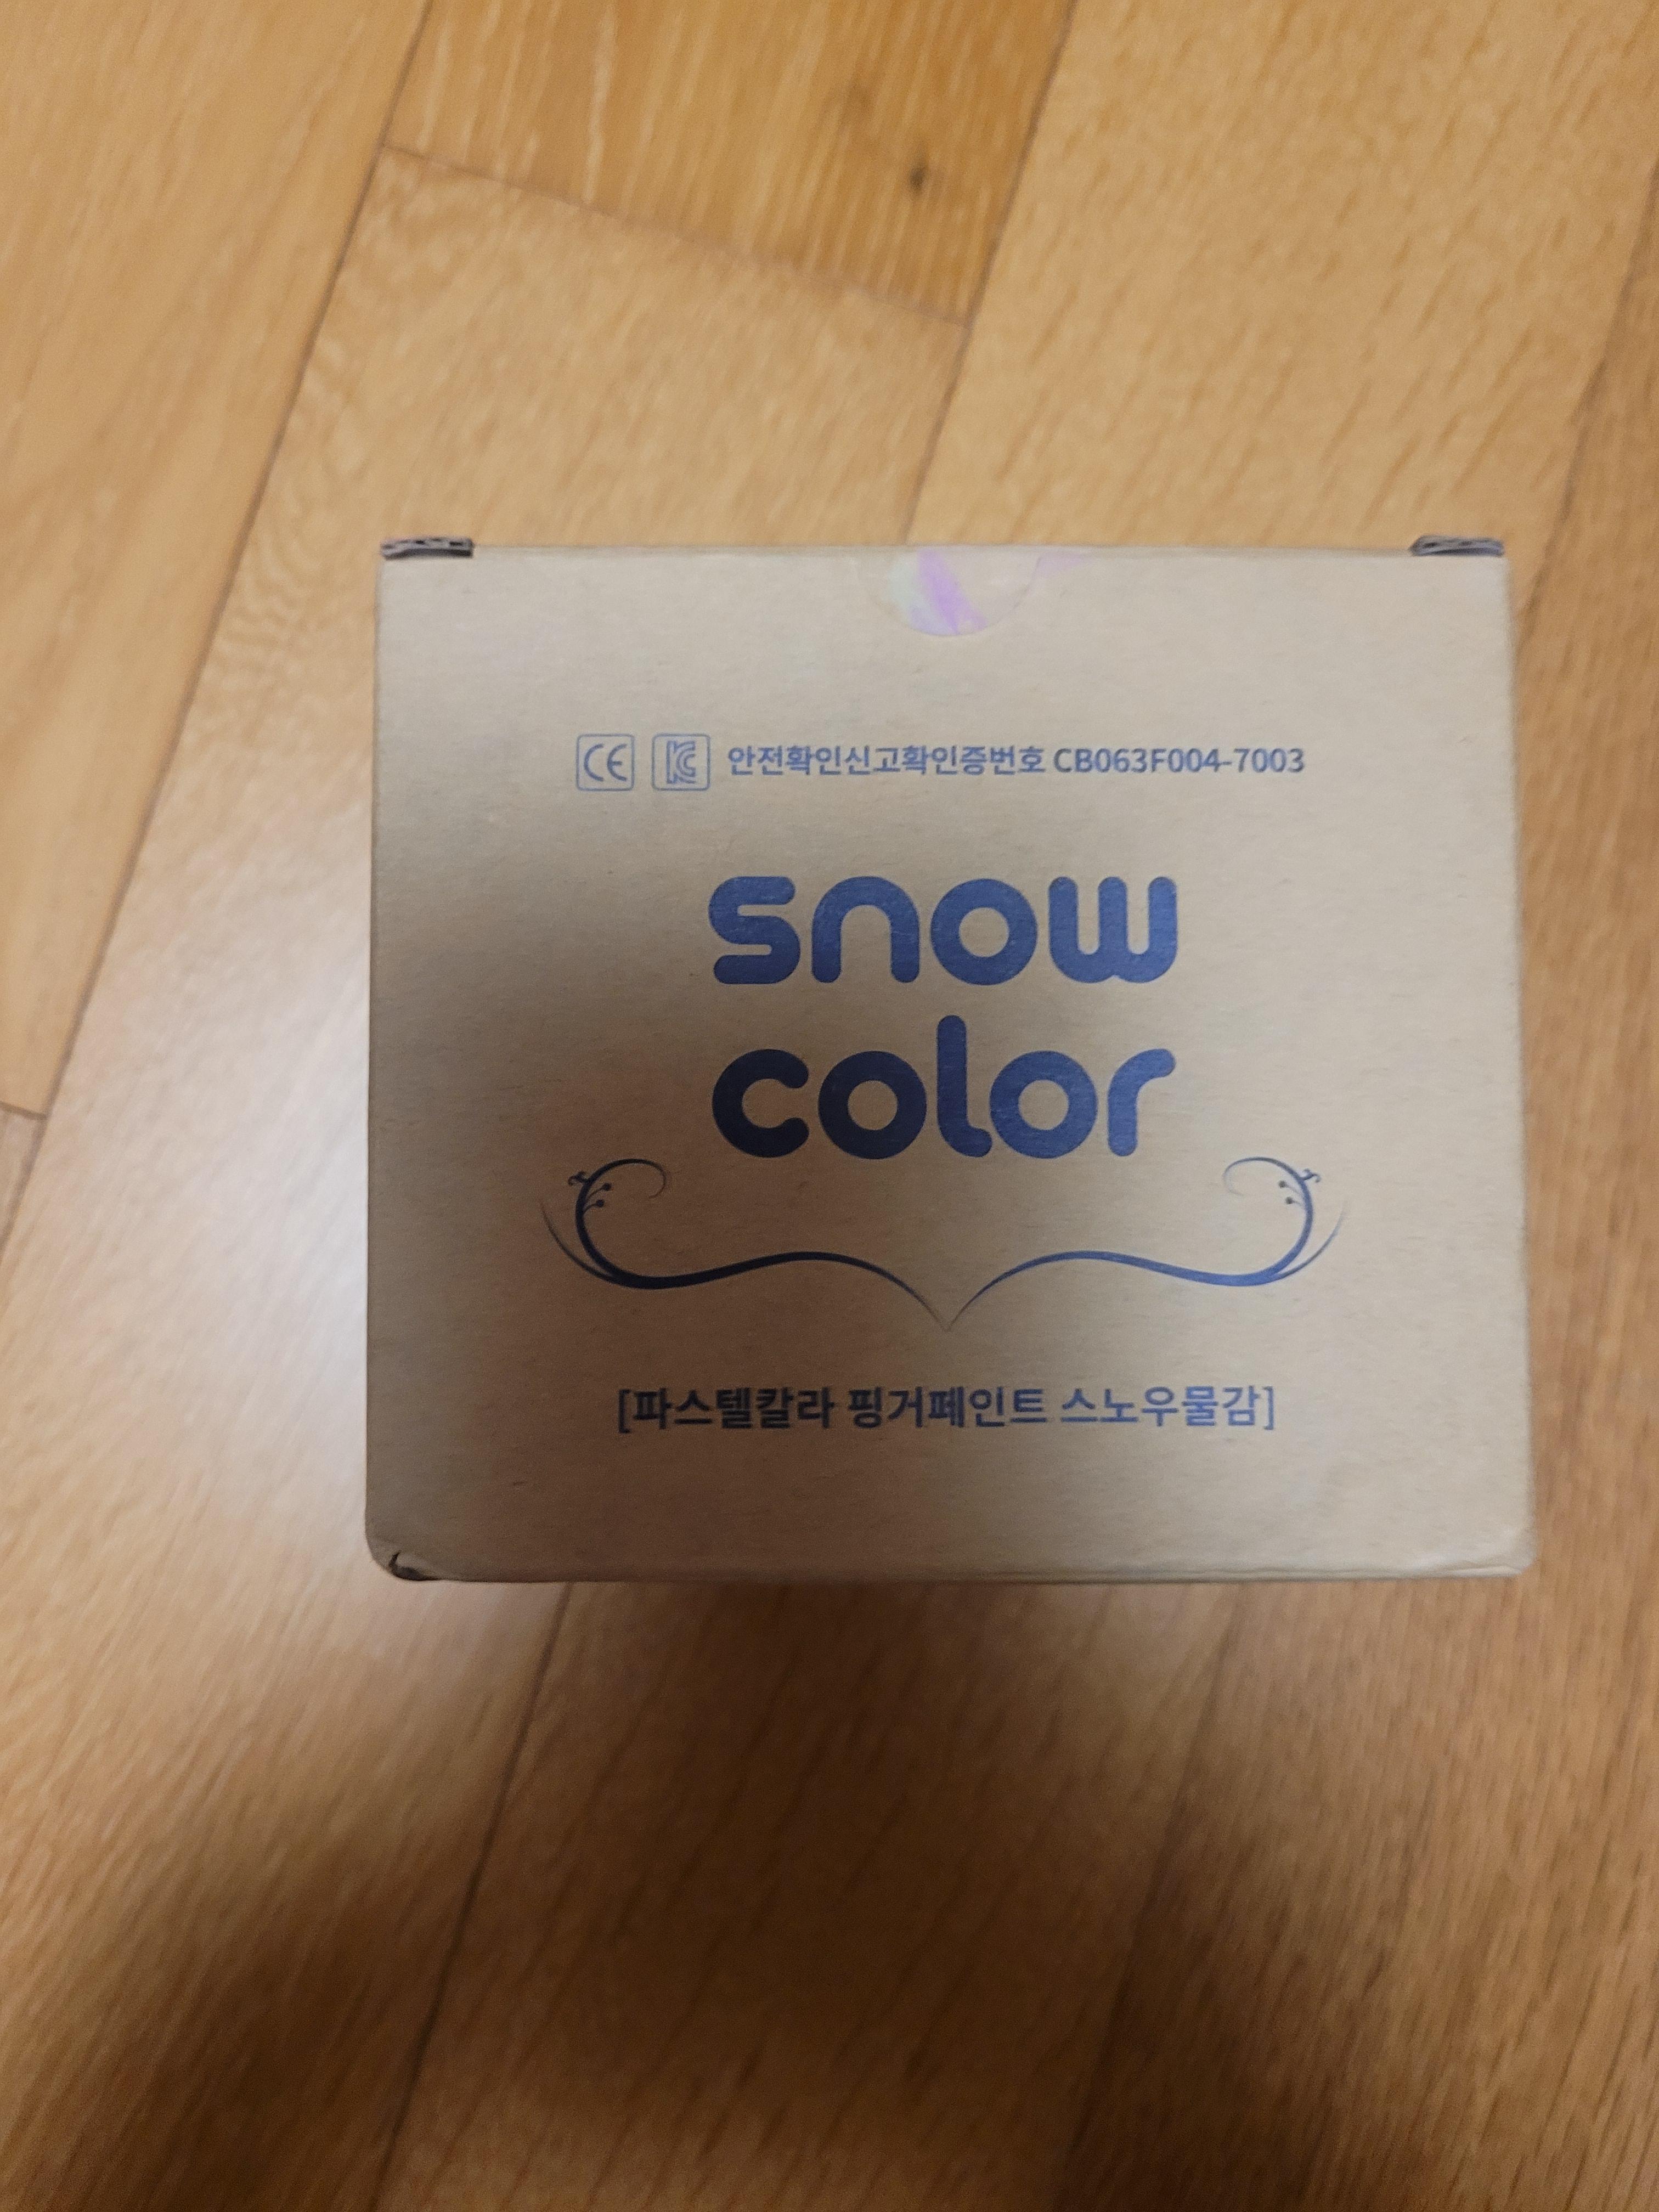 CE KC 안전확인신고확인증번호 CB063F004-7003
snow
color
[파스텔칼라 핑거페인트 스노우물감]